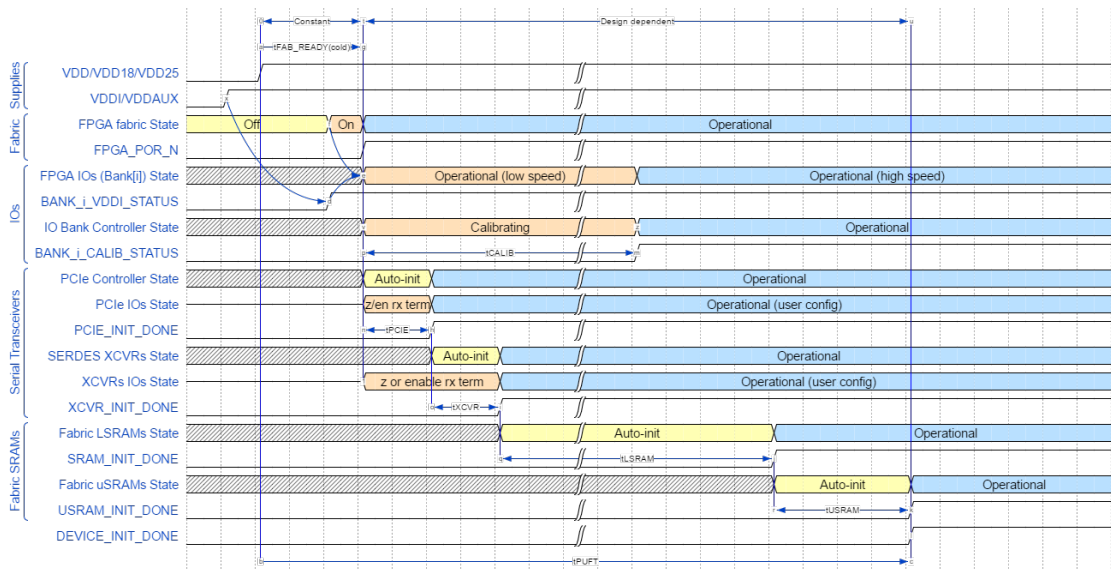 Constant
Design dependent
tFAB_READY(cold)
Supplies
VDD/VDD18/VDD25
VDDI/VDDAUX
Fabric
FPGA fabric State
Off
On
Operational
FPGA_POR_N
IOs
FPGA IOs (Bank[i]) State
Operational (low speed)
Operational (high speed)
BANK_i_VDDI_STATUS
IO Bank Controller State
Calibrating
Operational
BANK_i_CALIB_STATUS
tCALIB
Serial Transceivers
PCIe Controller State
Auto-init
Operational
PCIe IOs State
z/en rx term
Operational (user config)
PCIE_INIT_DONE
tPCIE
SERDES XCVRs State
Auto-init
Operational
XCVRs IOs State
z or enable rx term
Operational (user config)
XCVR_INIT_DONE
tXCVR
Fabric SRAMs
Fabric LSRAMs State
Auto-init
Operational
SRAM_INIT_DONE
tLSRAM
Fabric uSRAMs State
Auto-init
Operational
USRAM_INIT_DONE
tUSRAM
DEVICE_INIT_DONE
tPUFT